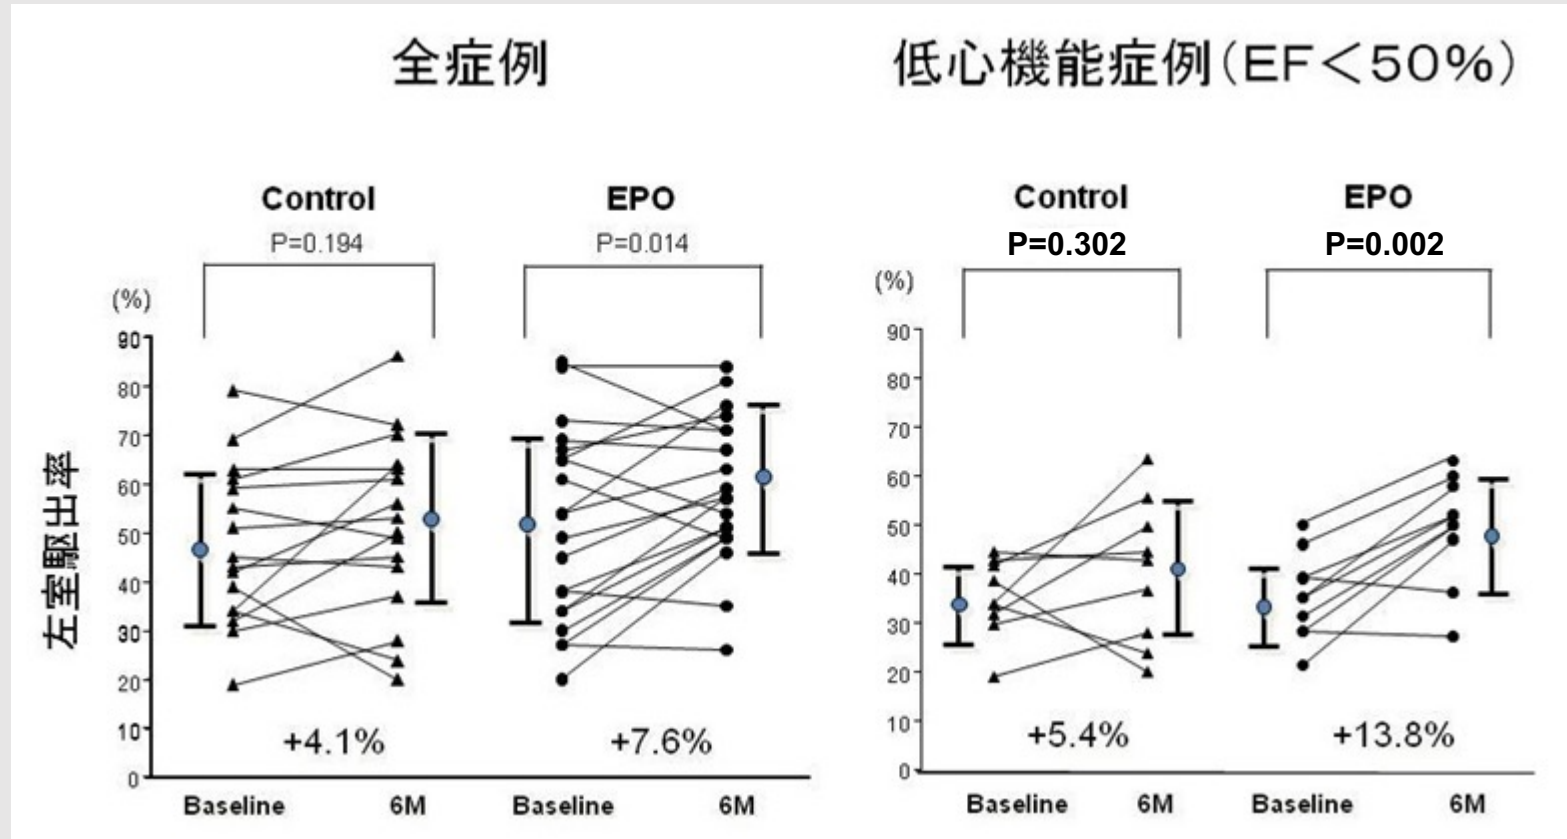 全症例
低心機能症例(EF＜50%)
Control
EPO
Control
EPO
P=0.194
P=0.014
P=0.302
P=0.002
(%)
(%)
90
80
70
60
50
40
30
20
10
0
90
80
70
60
50
40
30
20
10
0
左室駆出率
+4.1%
+7.6%
+5.4%
+13.8%
Baseline
6M
Baseline
6M
Baseline
6M
Baseline
6M